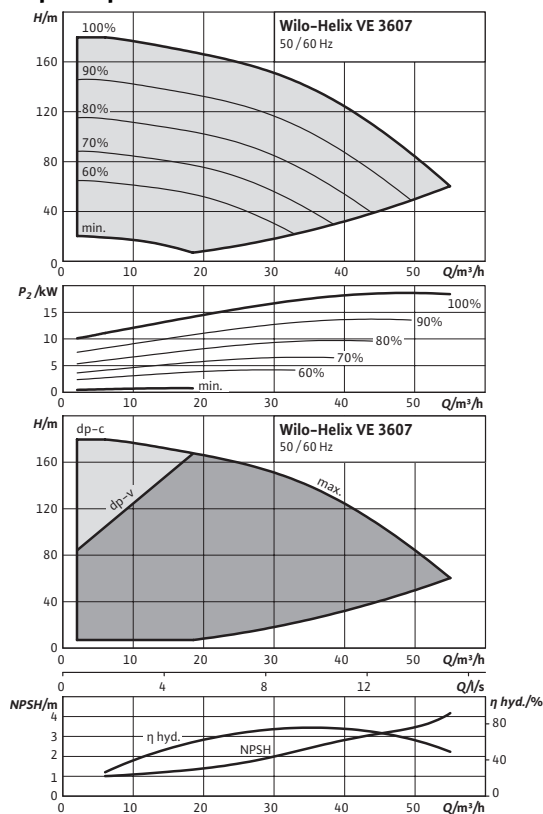 H/m
Wilo-Helix VE 3607
50 / 60 Hz
100%
160
90%
120
80%
80
70%
60%
40
min.
0
0 10 20 30 40 50 Q/m³/h
P₂ /kW
15
100%
10
90%
80%
5
70%
60%
0
min.
0 10 20 30 40 50 Q/m³/h
H/m
dp-c
Wilo-Helix VE 3607
50 / 60 Hz
160
max.
dp-v
120
80
40
0
0 10 20 30 40 50 Q/m³/h
0 4 8 12 Q/l/s
NPSH/m
η hyd./%
4
80
3
η hyd.
NPSH
2
40
1
0
0
0 10 20 30 40 50 Q/m³/h